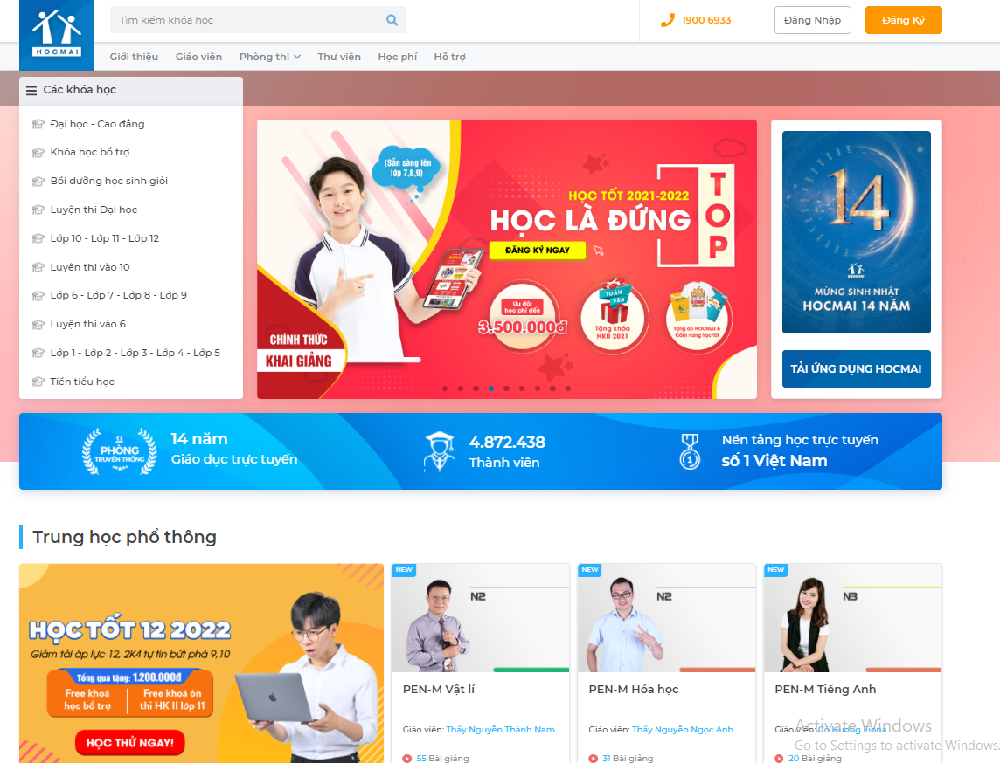 HOCMAI
Tìm kiếm khóa học
1900 6933
Đăng Nhập
Đăng Ký
Giới thiệu
Giáo viên
Phòng thi
Thư viện
Học phí
Hỗ trợ
Các khóa học
Đại học - Cao đẳng
Khóa học bổ trợ
Bồi dưỡng học sinh giỏi
Luyện thi Đại học
Lớp 10 - Lớp 11 - Lớp 12
Luyện thi vào 10
Lớp 6 - Lớp 7 - Lớp 8 - Lớp 9
Luyện thi vào 6
Lớp 1 - Lớp 2 - Lớp 3 - Lớp 4 - Lớp 5
Tiền tiểu học
(Sẵn sàng lên
lớp 7,8,9)
HỌC TỐT 2021-2022
HỌC LÀ ĐỨNG
TOP
ĐĂNG KÝ NGAY
Ưu đãi
học phí đến
3.500.000đ
TOÁN
VĂN
Tặng khóa
HKII 2021
Tặng áo HOCMAI &
Cẩm nang học tốt
CHÍNH THỨC
KHAI GIẢNG
14
MỪNG SINH NHẬT
HOCMAI 14 NĂM
TẢI ỨNG DỤNG HOCMAI
PHÒNG
TRUYỀN THỐNG
14 năm
Giáo dục trực tuyến
4.872.438
Thành viên
Nền tảng học trực tuyến
số 1 Việt Nam
Trung học phổ thông
HỌC TỐT 12 2022
Giảm tải áp lực 12, 2K4 tự tin bứt phá 9,10
Tổng quà tặng: 1.200.000đ
Free khoá
học bổ trợ
Free khoá ôn
thi HK II lớp 11
HỌC THỬ NGAY!
NEW
N2
PEN-M Vật lí
Giáo viên: Thầy Nguyễn Thành Nam
55 Bài giảng
NEW
N2
PEN-M Hóa học
Giáo viên: Thầy Nguyễn Ngọc Anh
31 Bài giảng
NEW
N3
PEN-M Tiếng Anh
Giáo viên: Cô Hương Fiona
20 Bài giảng
Activate Windows
Go to Settings to activate Windows.